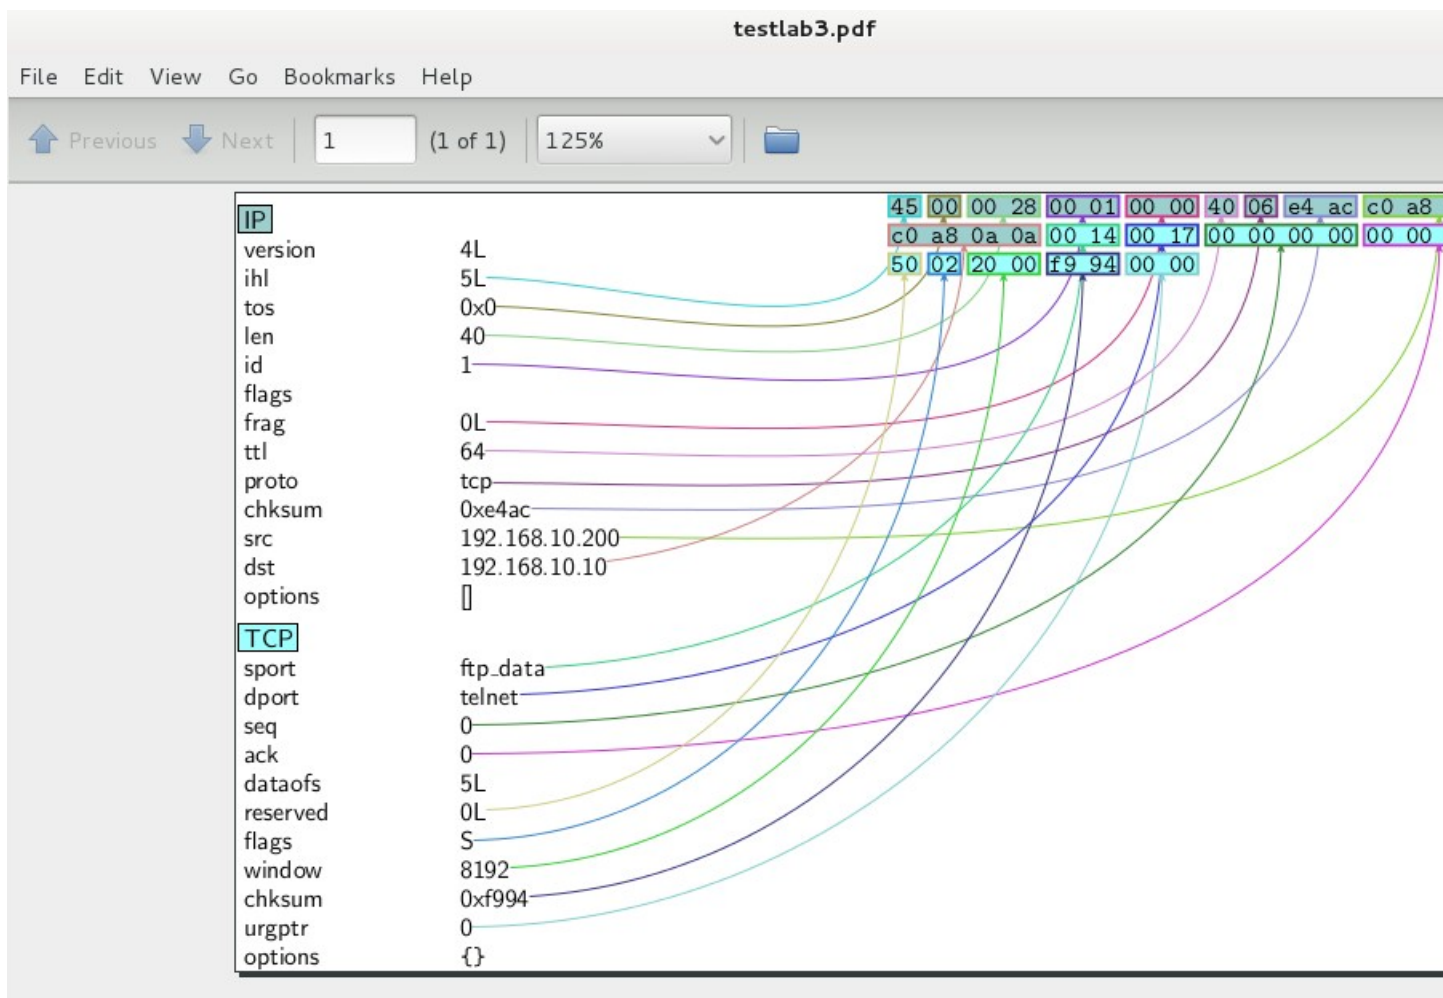 testlab3.pdf
File Edit View Go Bookmarks Help
Previous Next 1 (1 of 1) 125%
IP
45 00 00 28 00 01 00 00 40 06 e4 ac c0 a8
c0 a8 0a 0a 00 14 00 17 00 00 00 00 00 00
50 02 20 00 f9 94 00 00
version 4L
ihl 5L
tos 0x0
len 40
id 1
flags
frag 0L
ttl 64
proto tcp
chksum 0xe4ac
src 192.168.10.200
dst 192.168.10.10
options []
TCP
sport ftp_data
dport telnet
seq 0
ack 0
dataofs 5L
reserved 0L
flags S
window 8192
chksum 0xf994
urgptr 0
options {}